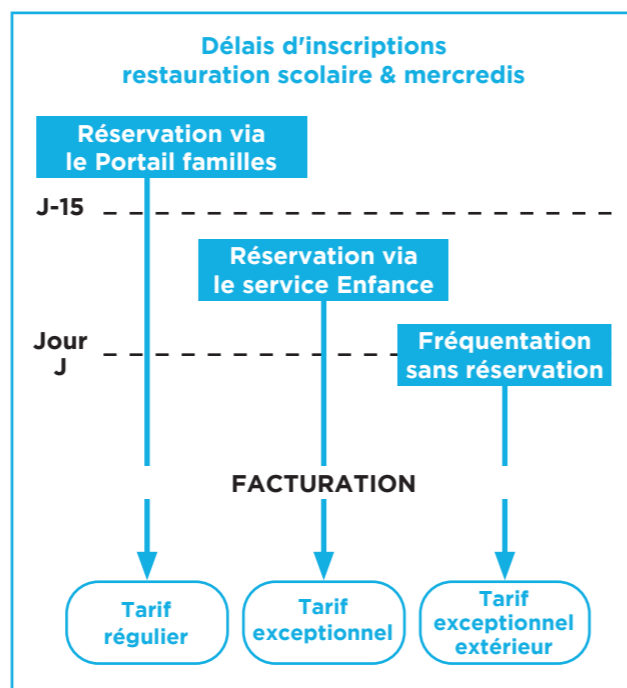 Délais d'inscriptions
restauration scolaire & mercredis
Réservation via
le Portail familles
J-15
Réservation via
le service Enfance
Jour
J
Fréquentation
sans réservation
FACTURATION
Tarif
régulier
Tarif
exceptionnel
Tarif
exceptionnel
extérieur